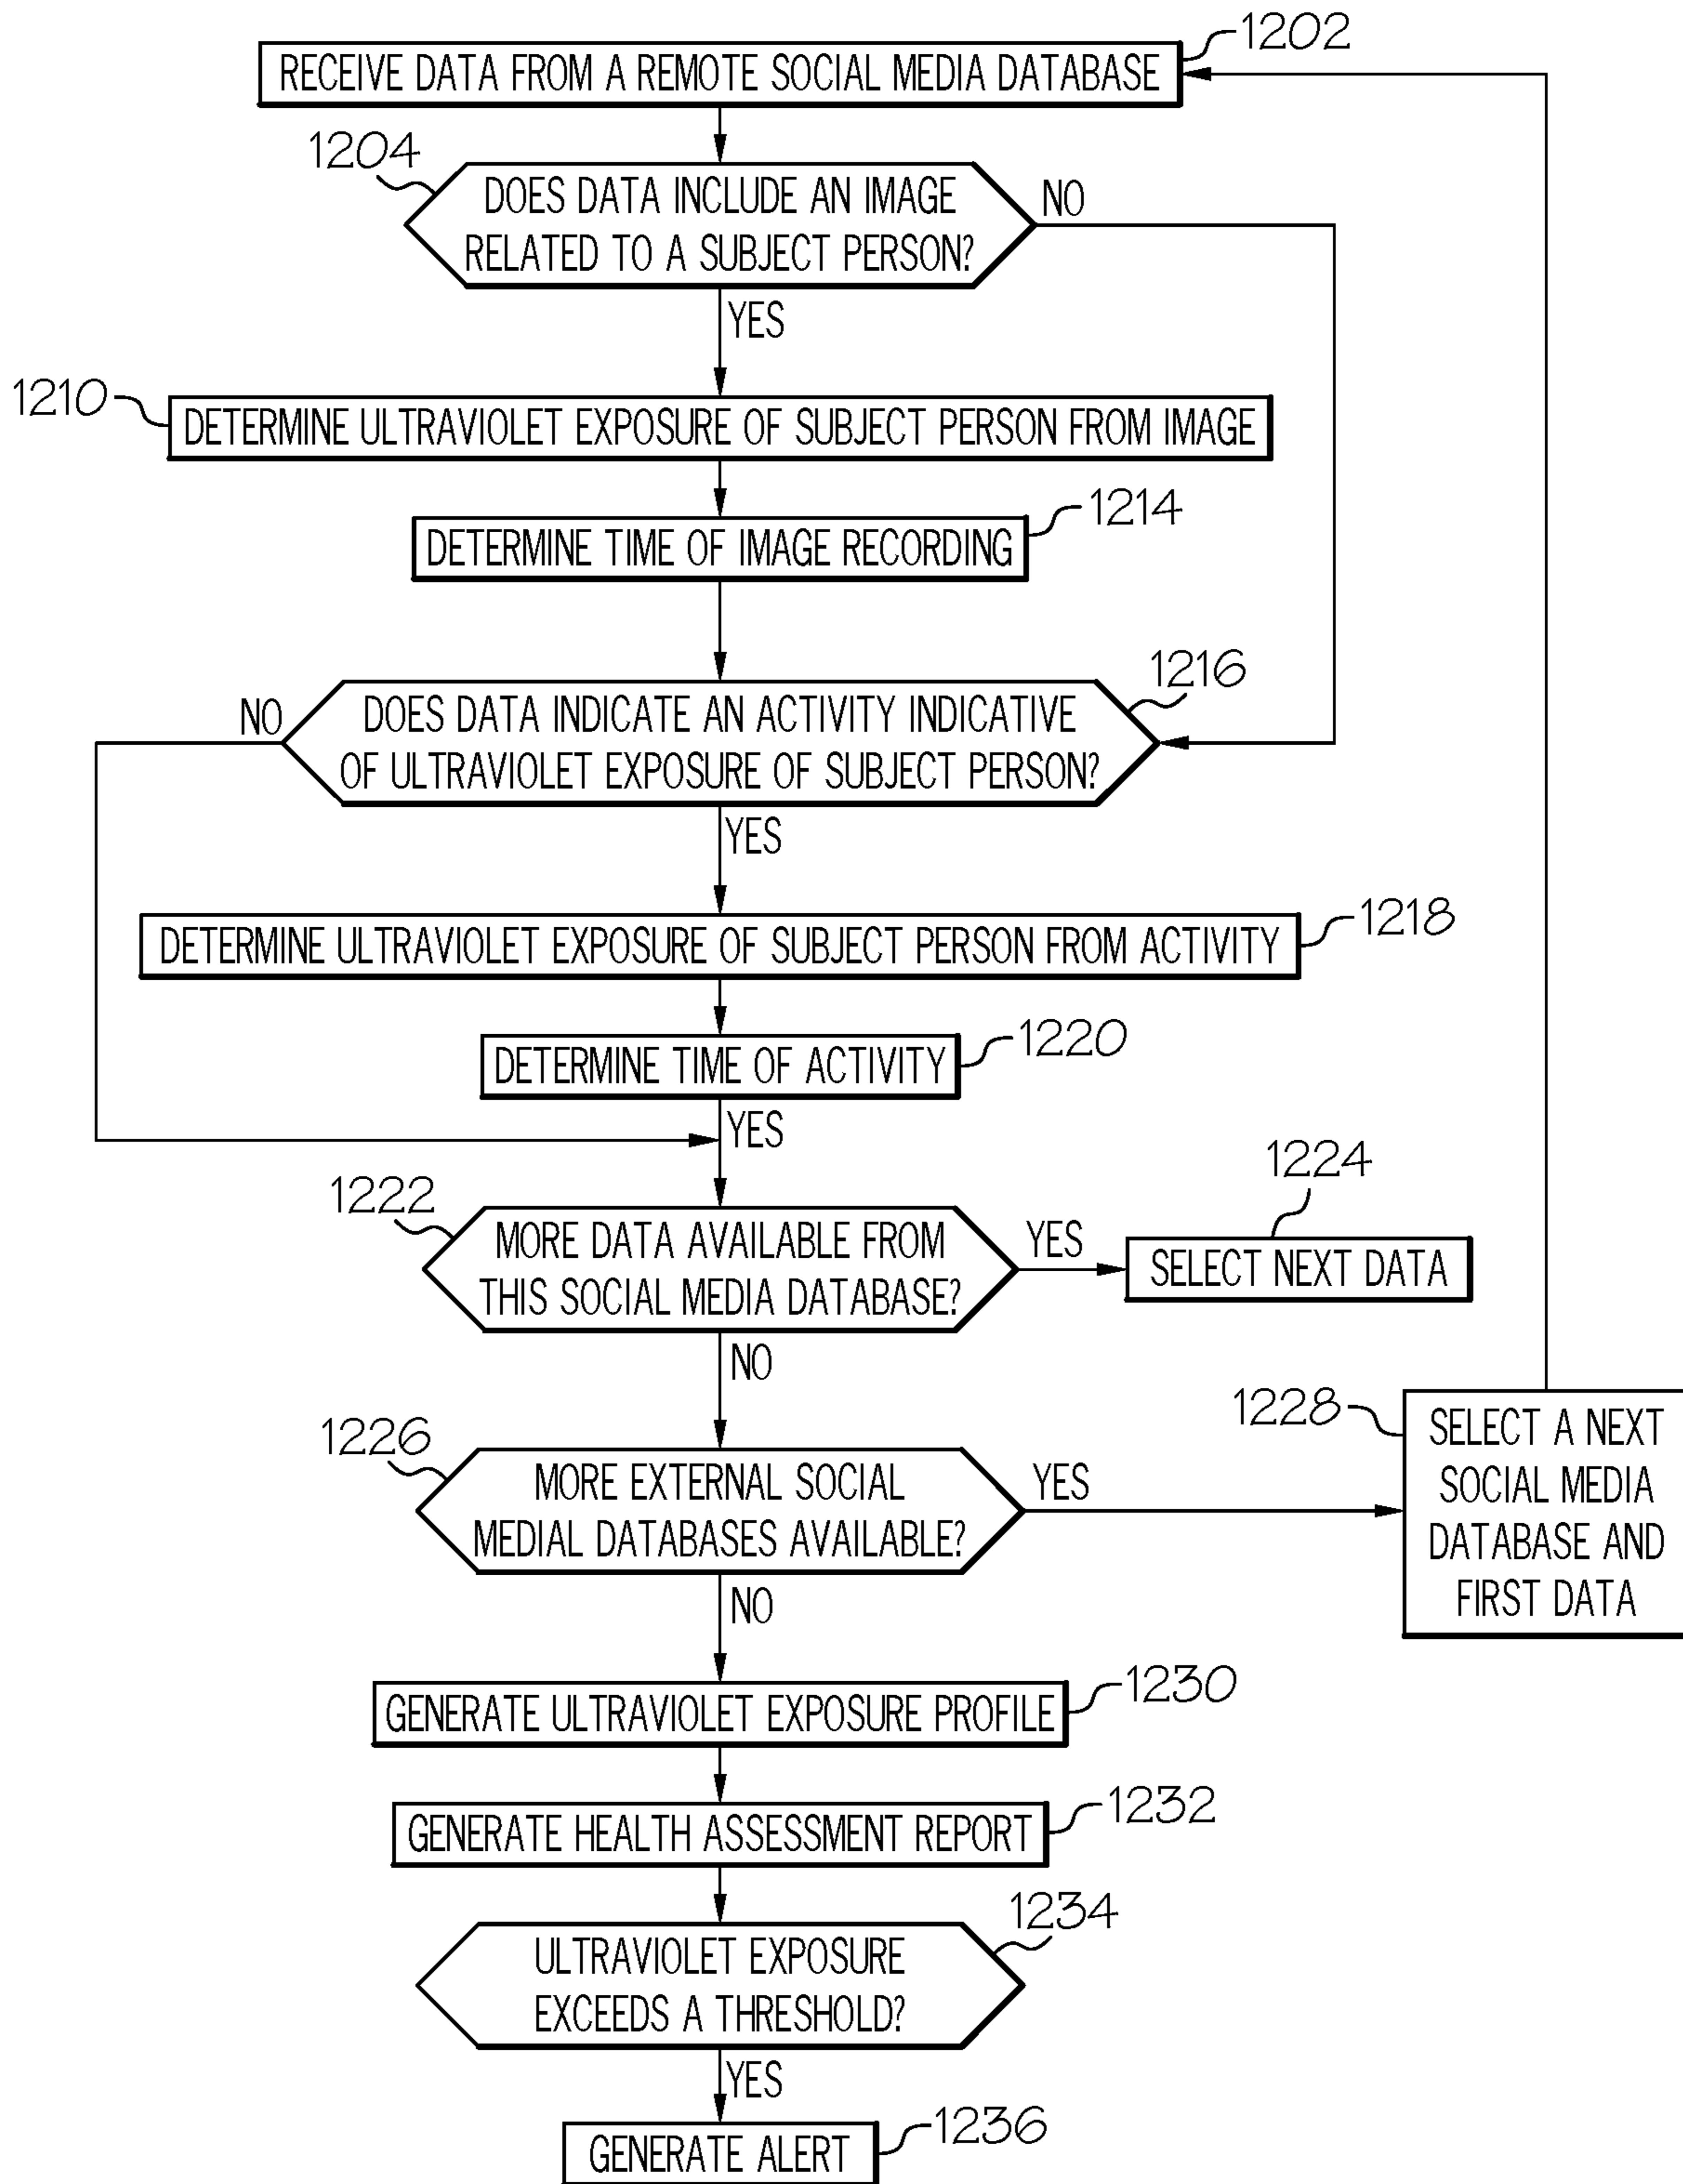 1202
RECEIVE DATA FROM A REMOTE SOCIAL MEDIA DATABASE
1204
DOES DATA INCLUDE AN IMAGE
RELATED TO A SUBJECT PERSON?
NO
YES
1210
DETERMINE ULTRAVIOLET EXPOSURE OF SUBJECT PERSON FROM IMAGE
1214
DETERMINE TIME OF IMAGE RECORDING
1216
NO
DOES DATA INDICATE AN ACTIVITY INDICATIVE
OF ULTRAVIOLET EXPOSURE OF SUBJECT PERSON?
YES
1218
DETERMINE ULTRAVIOLET EXPOSURE OF SUBJECT PERSON FROM ACTIVITY
1220
DETERMINE TIME OF ACTIVITY
YES
1222
MORE DATA AVAILABLE FROM
THIS SOCIAL MEDIA DATABASE?
YES
1224
SELECT NEXT DATA
NO
1226
MORE EXTERNAL SOCIAL
MEDIAL DATABASES AVAILABLE?
YES
1228
SELECT A NEXT
SOCIAL MEDIA
DATABASE AND
FIRST DATA
NO
1230
GENERATE ULTRAVIOLET EXPOSURE PROFILE
1232
GENERATE HEALTH ASSESSMENT REPORT
1234
ULTRAVIOLET EXPOSURE
EXCEEDS A THRESHOLD?
YES
1236
GENERATE ALERT